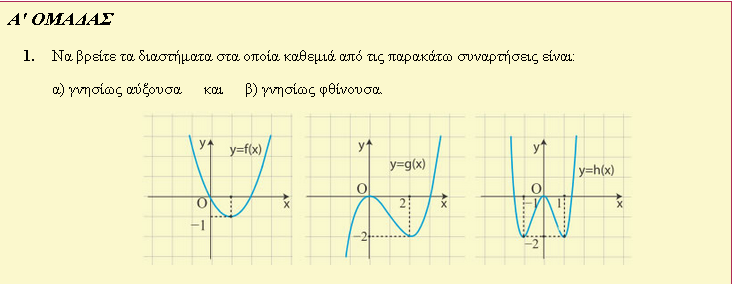 Α' ΟΜΑΔΑΣ
1. Να βρείτε τα διαστήματα στα οποία καθεμιά από τις παρακάτω συναρτήσεις είναι:
α) γνησίως αύξουσα και β) γνησίως φθίνουσα.
y y=f(x) O x −1
y y=g(x) O 2 x −2
y y=h(x) O −1 1 x −2